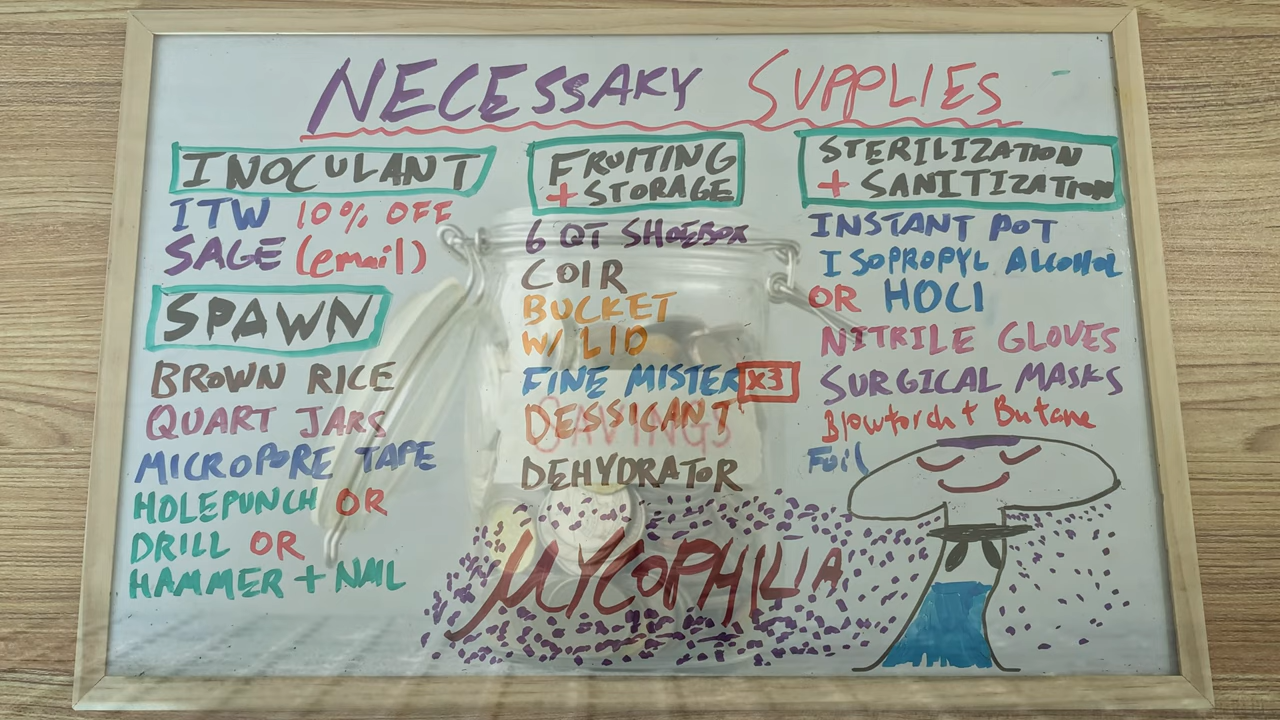 NECESSARY SUPPLIES
INOCULANT
ITW 10% OFF
SAGE (email)
SPAWN
BROWN RICE
QUART JARS
MICROPORE TAPE
HOLEPUNCH OR
DRILL OR
HAMMER + NAIL
FRUITING
+ STORAGE
6 QT SHOEBOX
COIR
BUCKET
W/ LID
FINE MISTER x3
DESSICANT
SAVINGS
DEHYDRATOR
STERILIZATION
+ SANITIZATION
INSTANT POT
ISOPROPYL ALCOHOL
OR HOCl
NITRILE GLOVES
SURGICAL MASKS
Blowtorch + Butane
Foil
MYCOPHILIA